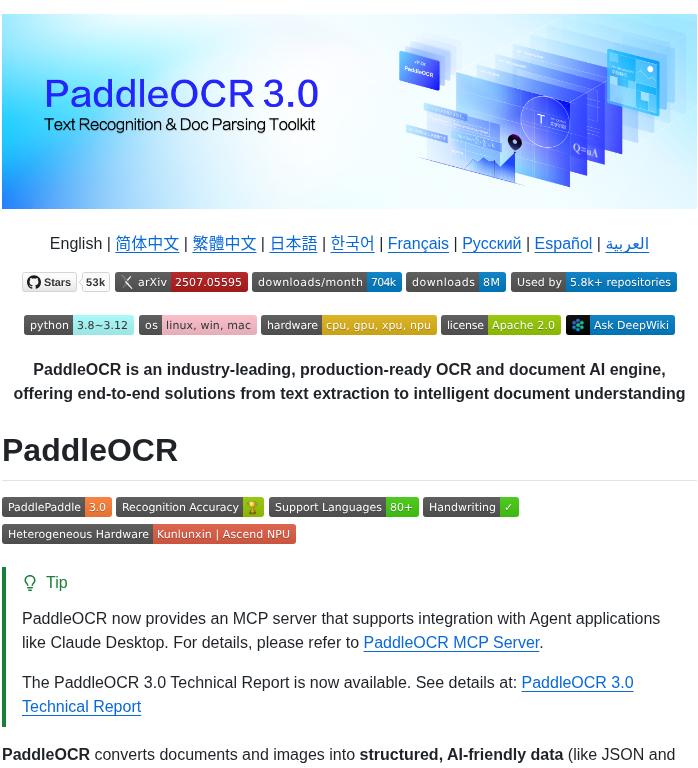 PaddleOCR 3.0
Text Recognition & Doc Parsing Toolkit
PaddleOCR
T
Q=uA
English | 简体中文 | 繁體中文 | 日本語 | 한국어 | Français | Русский | Español | العربية
Stars 53k arXiv 2507.05595 downloads/month 704k downloads 8M Used by 5.8k+ repositories
python 3.8~3.12 os linux, win, mac hardware cpu, gpu, xpu, npu license Apache 2.0 Ask DeepWiki
PaddleOCR is an industry-leading, production-ready OCR and document AI engine,
offering end-to-end solutions from text extraction to intelligent document understanding
PaddleOCR
PaddlePaddle 3.0 Recognition Accuracy 🏆 Support Languages 80+ Handwriting ✓
Heterogeneous Hardware Kunlunxin | Ascend NPU
Tip
PaddleOCR now provides an MCP server that supports integration with Agent applications
like Claude Desktop. For details, please refer to PaddleOCR MCP Server.
The PaddleOCR 3.0 Technical Report is now available. See details at: PaddleOCR 3.0
Technical Report
PaddleOCR converts documents and images into structured, AI-friendly data (like JSON and